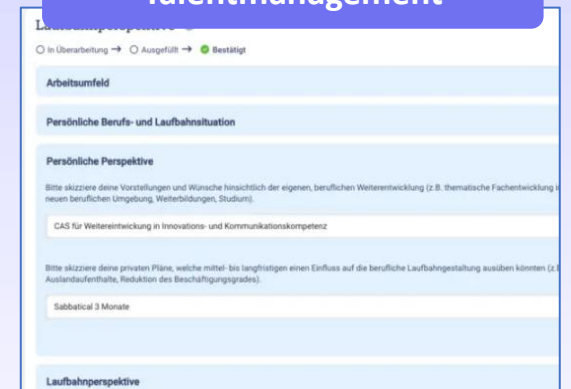 Talentmanagement
In Überarbeitung → Ausgefüllt → Bestätigt
Arbeitsumfeld
Persönliche Berufs- und Laufbahnsituation
Persönliche Perspektive
Bitte skizziere deine Vorstellungen und Wünsche hinsichtlich der eigenen, beruflichen Weiterentwicklung (z.B. thematische Fachentwicklung
neuen beruflichen Umgebung, Weiterbildungen, Studium).
CAS für Weitereintwickung in Innovations- und Kommunikationskompetenz
Bitte skizziere deine privaten Pläne, welche mittel- bis langfristigen einen Einfluss auf die berufliche Laufbahngestaltung ausüben könnten
Auslandaufenthalte, Reduktion des Beschäftigungsgrades).
Sabbatical 3 Monate
Laufbahnperspektive